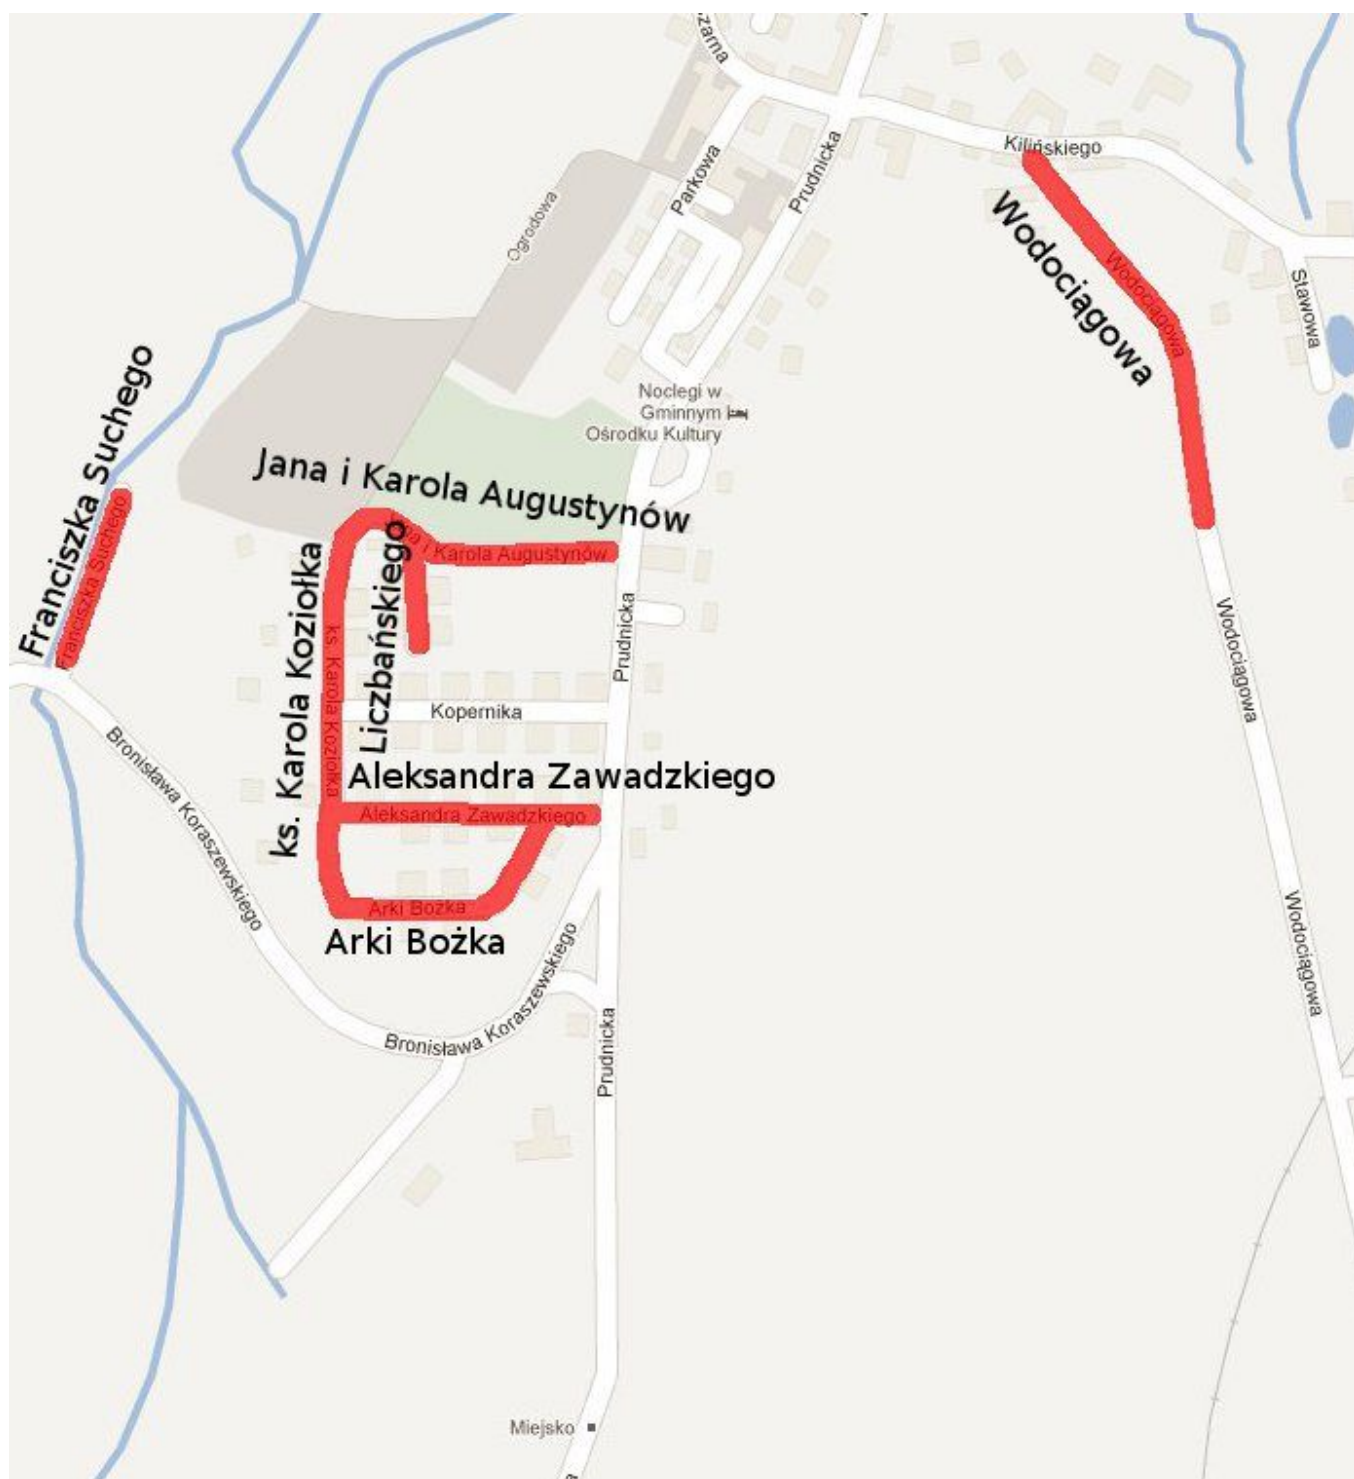 zarna
Parkowa
Prudnicka
Kilińskiego
Ogrodowa
Wodociągowa
Wodociągowa
Stawowa
Noclegi w
Gminnym
Ośrodku Kultury
Franciszka Suchego
Franciszka Suchego
Jana i Karola Augustynów
Jana i Karola Augustynów
ks. Karola Koziołka
ks. Karola Koziołka
Liczbańskiego
Prudnicka
Wodociągowa
Kopernika
Bronisława Koraszewskiego
Aleksandra Zawadzkiego
Aleksandra Zawadzkiego
Arki Bożka
Arki Bożka
Bronisława Koraszewskiego
Prudnicka
Wodociągowa
Miejsko